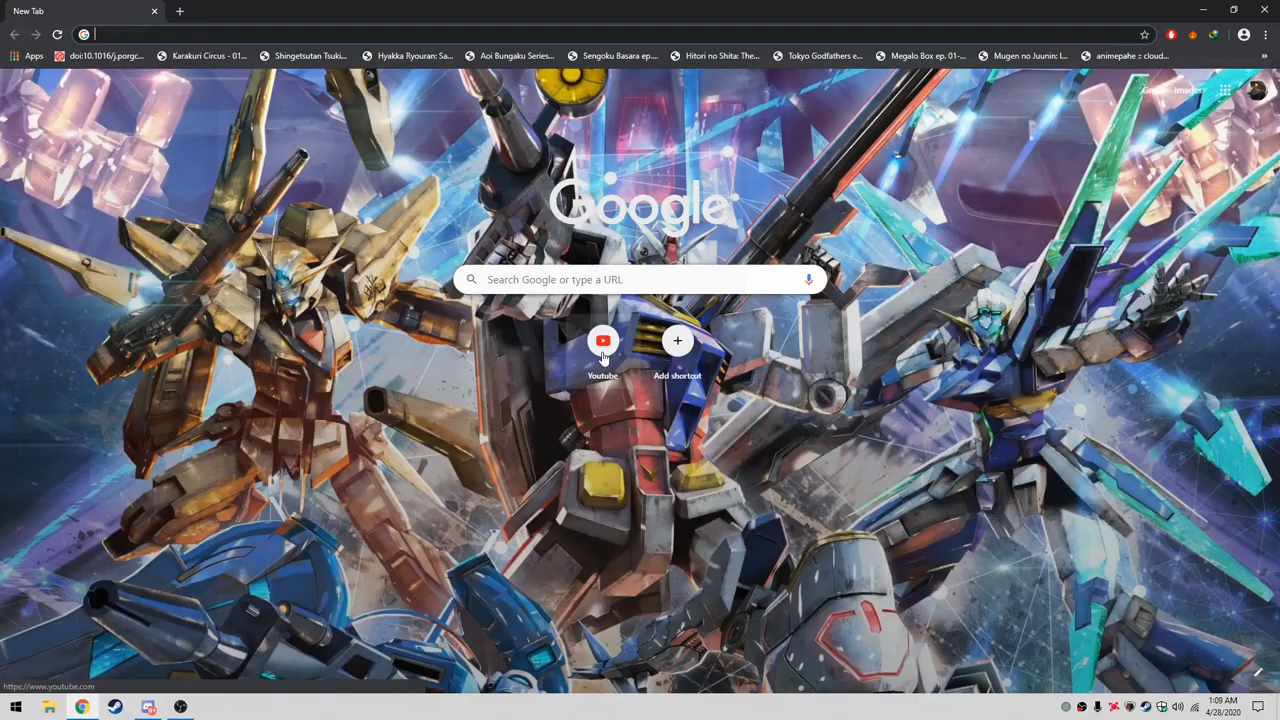 New Tab
Apps
doi:10.1016/j.porgc...
Karakuri Circus - 01...
Shingetsutan Tsuki...
Hyakka Ryouran: Sa...
Aoi Bungaku Series...
Sengoku Basara ep....
Hitori no Shita: The...
Tokyo Godfathers e...
Megalo Box ep. 01-...
Mugen no Juunin: I...
animepahe :: cloud...
»
Gmail Images
Google
Search Google or type a URL
Youtube
Add shortcut
https://www.youtube.com
1:09 AM
4/28/2020